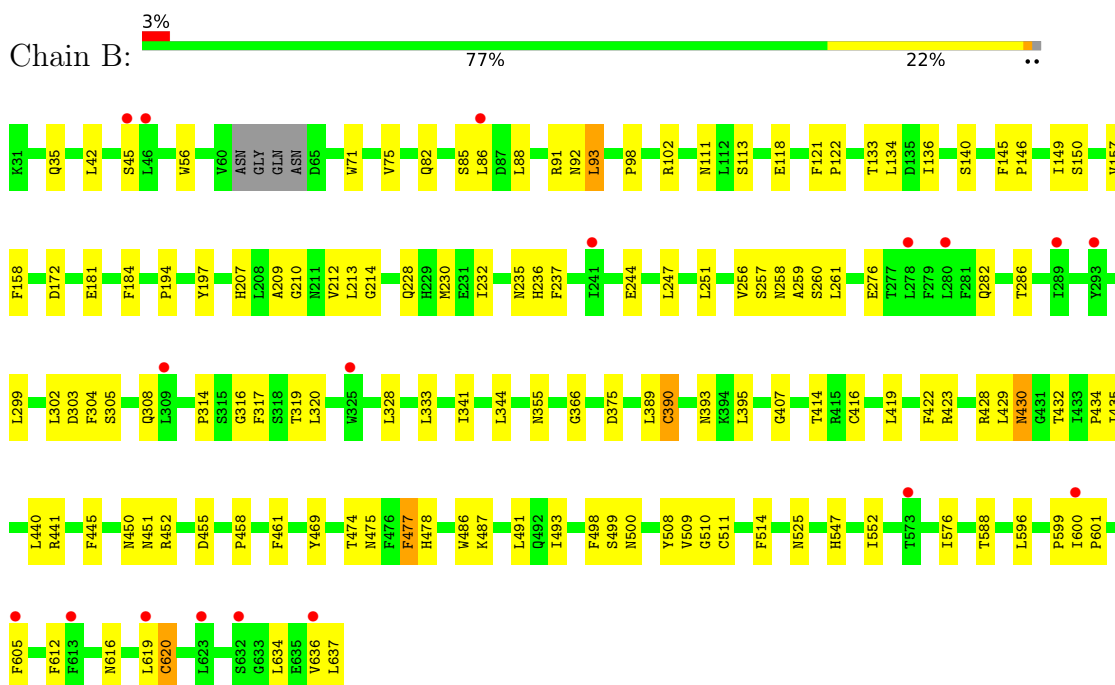 3%
Chain B:
77% 22% ••
K31 Q35 L42 S45 L46 W56 V60 ASN GLY GLN ASN D65 W71 V75 Q82 S85 L86 D87 L88 R91 N92 L93 P98 R102 N111 L112 S113 E118 F121 P122 T133 L134 D135 I136 S140 F145 P146 I149 S150 V157
F158 D172 E181 F184 P194 Y197 H207 L208 A209 G210 N211 V212 L213 G214 Q228 H229 M230 E231 I232 N235 H236 F237 I241 E244 L247 L251 V256 S257 N258 A259 S260 L261 E276 T277 L278 F279 L280 F281 Q282 T286 I289 Y293
L299 L302 D303 F304 S305 Q308 L309 P314 S315 G316 F317 S318 T319 L320 W325 L328 L333 I341 L344 N355 G366 D375 L389 C390 N393 K394 L395 G407 T414 R415 C416 L419 F422 R423 R428 L429 N430 G431 T432 I433 P434
L440 R441 F445 N450 N451 R452 D455 P458 F461 Y469 T474 N475 F476 F477 H478 W486 K487 L491 Q492 I493 F498 S499 N500 Y508 V509 G510 C511 F514 N525 H547 I552 T573 I576 T588 L596 P599 I600 P601
F605 F612 F613 N616 L619 C620 L623 S632 G633 L634 E635 V636 L637